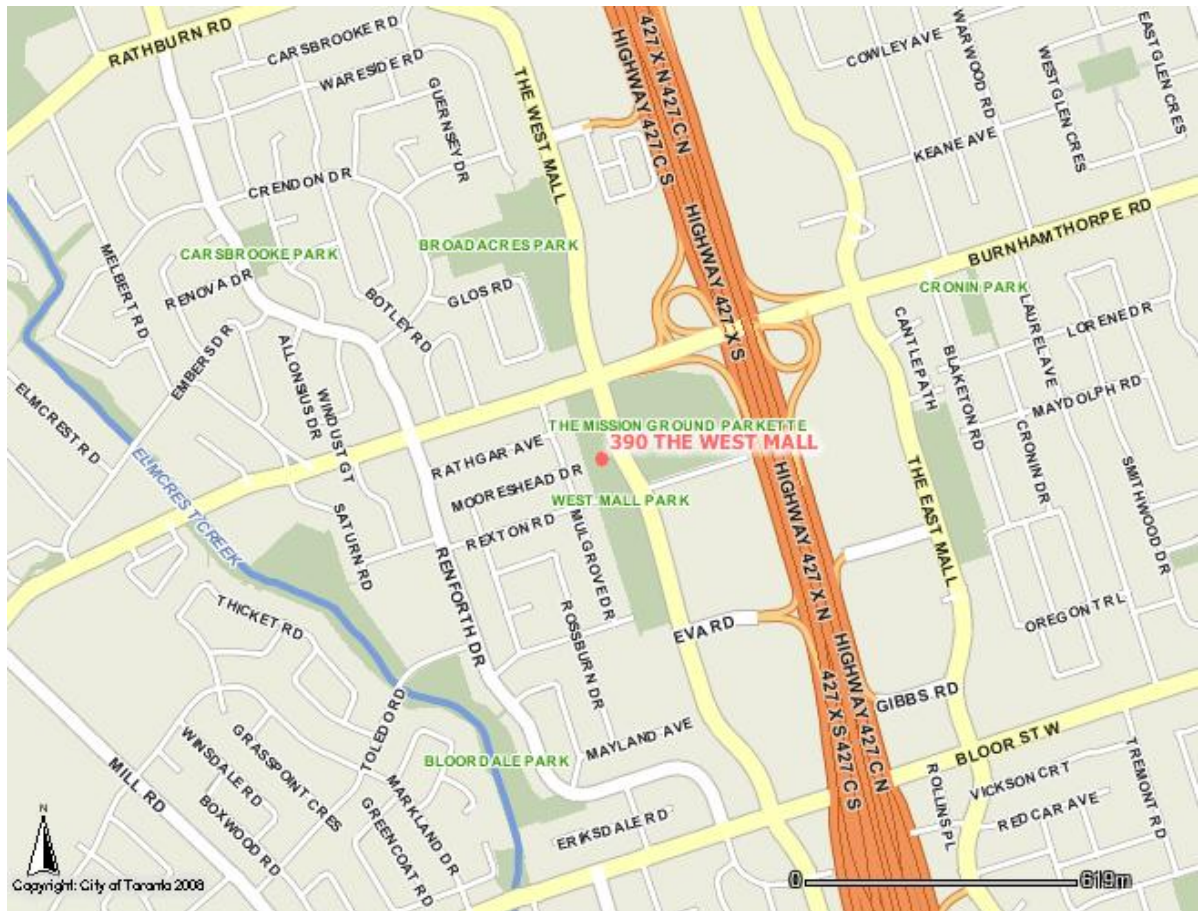 RATHBURN RD
CARSBROOKE RD
WARESIDE RD
GUERNSEY DR
THE WEST MALL
HIGHWAY 427 C S
427 X N 427 C N
COWLEY AVE
WARWOOD RD
WEST GLEN CRES
EAST GLEN CRES
KEANE AVE
CRENDON DR
MELBERT RD
CARSBROOKE PARK
BROADACRES PARK
RENOVA DR
GLOS RD
BOTLEY RD
HIGHWAY 427 X S
BURNHAMTHORPE RD
CRONIN PARK
EMBERS DR
ALLONSIUS DR
WINDUST GT
ELMCREST RD
CANTLE PATH
BLAKETON RD
LAUREL AVE
LORENE DR
MAYDOLPH RD
THE MISSION GROUND PARKETTE
390 THE WEST MALL
RATHGAR AVE
MOORESHEAD DR
WEST MALL PARK
REXTON RD
MULGROVE DR
ELMCREST CREEK
SATURN RD
RENFORTH DR
HIGHWAY 427 X N
THE EAST MALL
CRONIN DR
SMITHWOOD DR
THICKET RD
ROSSBURN DR
EVA RD
OREGON TRL
TOLEDO RD
HIGHWAY 427 C N
427 X S 427 C S
GIBBS RD
MAYLAND AVE
BLOORDALE PARK
BLOOR ST W
MILL RD
WINSDALE RD
GRASSPOINT CRES
BOXWOOD RD
MARKLAND DR
GREENCOAT RD
ERIKSDALE RD
ROLLINS PL
VICKSON CRT
REDCAR AVE
TREMONT RD
N
Copyright: City of Toronto 2008
0 619m